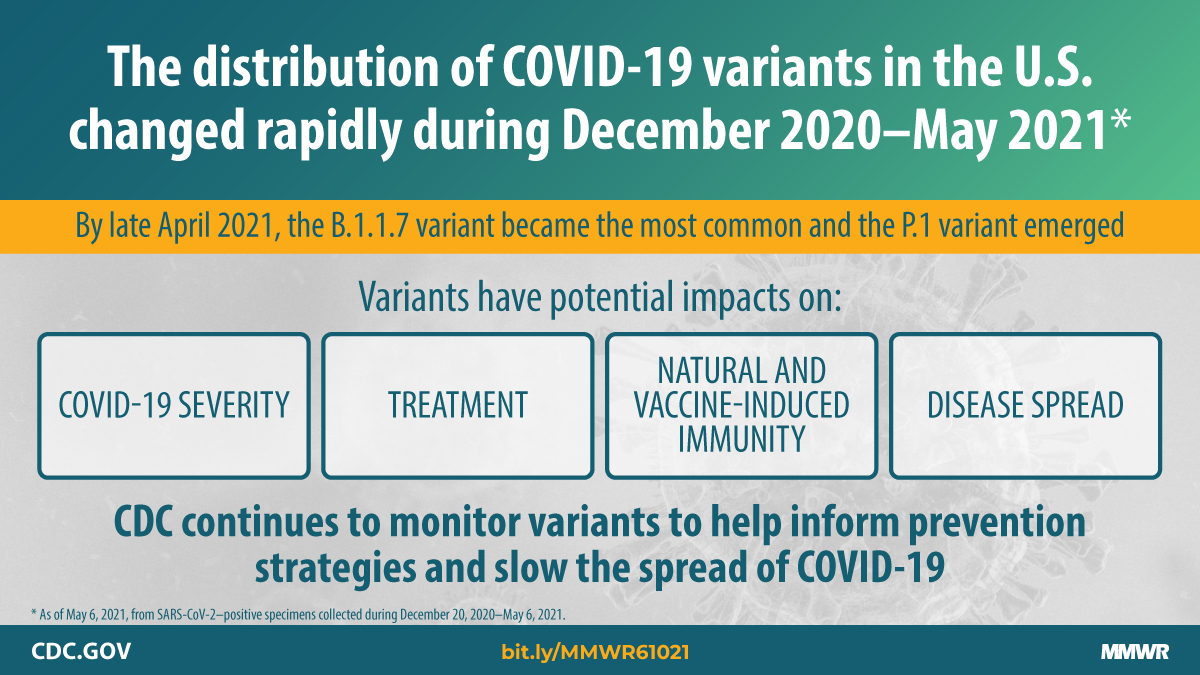 The distribution of COVID-19 variants in the U.S.
changed rapidly during December 2020–May 2021*
By late April 2021, the B.1.1.7 variant became the most common and the P.1 variant emerged
Variants have potential impacts on:
COVID-19 SEVERITY
TREATMENT
NATURAL AND
VACCINE-INDUCED
IMMUNITY
DISEASE SPREAD
CDC continues to monitor variants to help inform prevention
strategies and slow the spread of COVID-19
* As of May 6, 2021, from SARS-CoV-2–positive specimens collected during December 20, 2020–May 6, 2021.
CDC.GOV
bit.ly/MMWR61021
MMWR